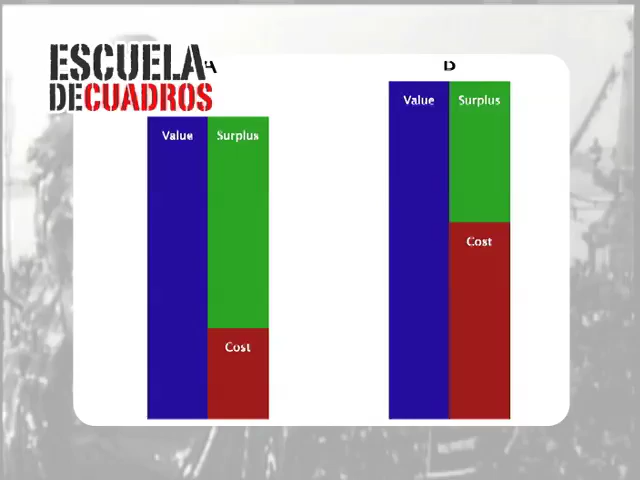 ESCUELA
DECUADROS
Value
Surplus
Cost
Value
Surplus
Cost